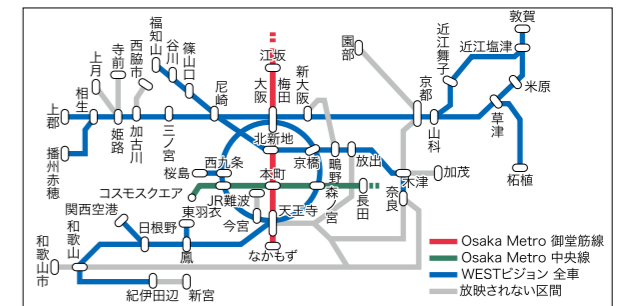 敦賀
福知山
谷川
篠山口
近江舞子
近江塩津
園部
江坂
上月
寺前
西脇市
尼崎
大阪
梅田
新大阪
京都
米原
相生
上郡
姫路
加古川
三ノ宮
山科
草津
北新地
播州赤穂
西九条
京橋
鴫野
放出
柘植
桜島
本町
木津
加茂
コスモスクエア
JR難波
森ノ宮
長田
奈良
関西空港
東羽衣
天王寺
日根野
今宮
和歌山市
和歌山
鳳
なかもず
紀伊田辺
新宮
Osaka Metro 御堂筋線
Osaka Metro 中央線
WESTビジョン 全車
放映されない区間